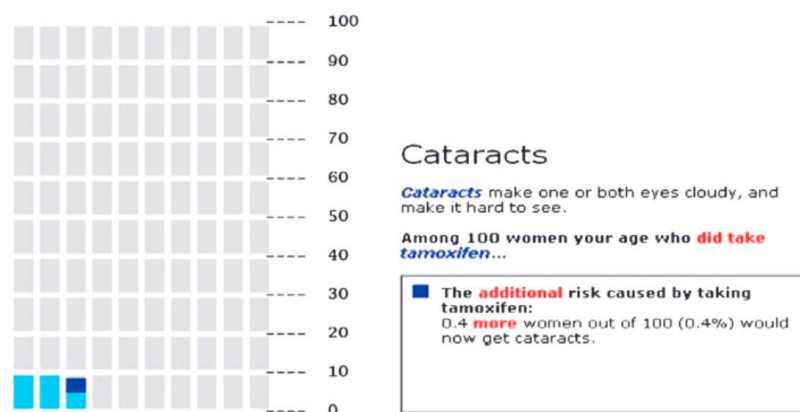 100
90
80
70
60
50
40
30
20
10
0
Cataracts
Cataracts make one or both eyes cloudy, and
make it hard to see.
Among 100 women your age who did take
tamoxifen...
The additional risk caused by taking
tamoxifen:
0.4 more women out of 100 (0.4%) would
now get cataracts.